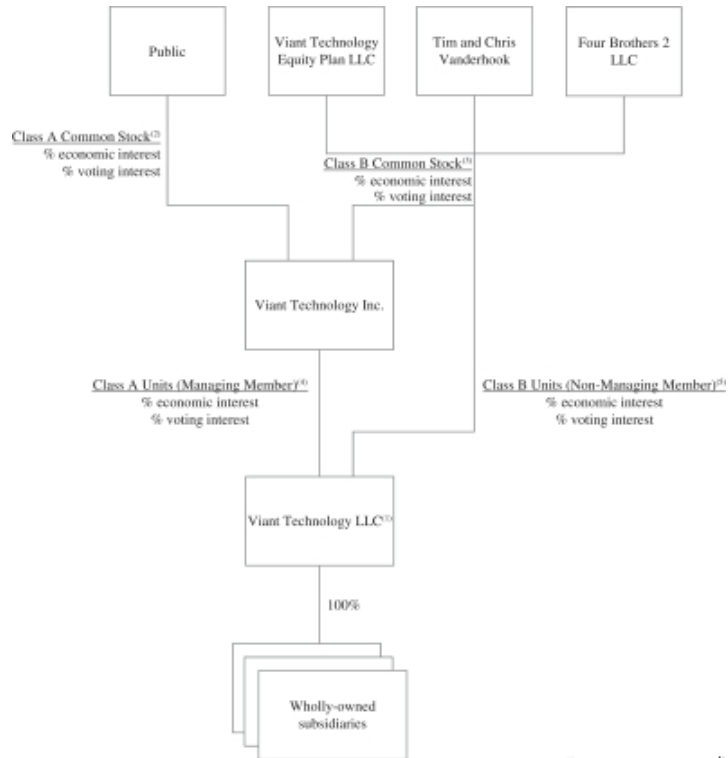 Public
Viant Technology
Equity Plan LLC
Tim and Chris
Vanderhook
Four Brothers 2
LLC
Class A Common Stock(2)
% economic interest
% voting interest
Class B Common Stock(3)
% economic interest
% voting interest
Viant Technology Inc.
Class A Units (Managing Member)(4)
% economic interest
% voting interest
Class B Units (Non-Managing Member)(5)
% economic interest
% voting interest
Viant Technology LLC(1)
100%
Wholly-owned
subsidiaries